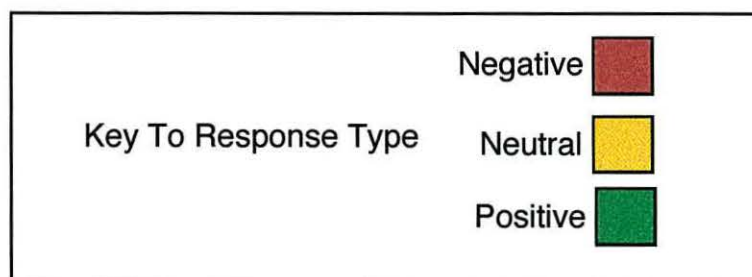 Negative
Key To Response Type
Neutral
Positive